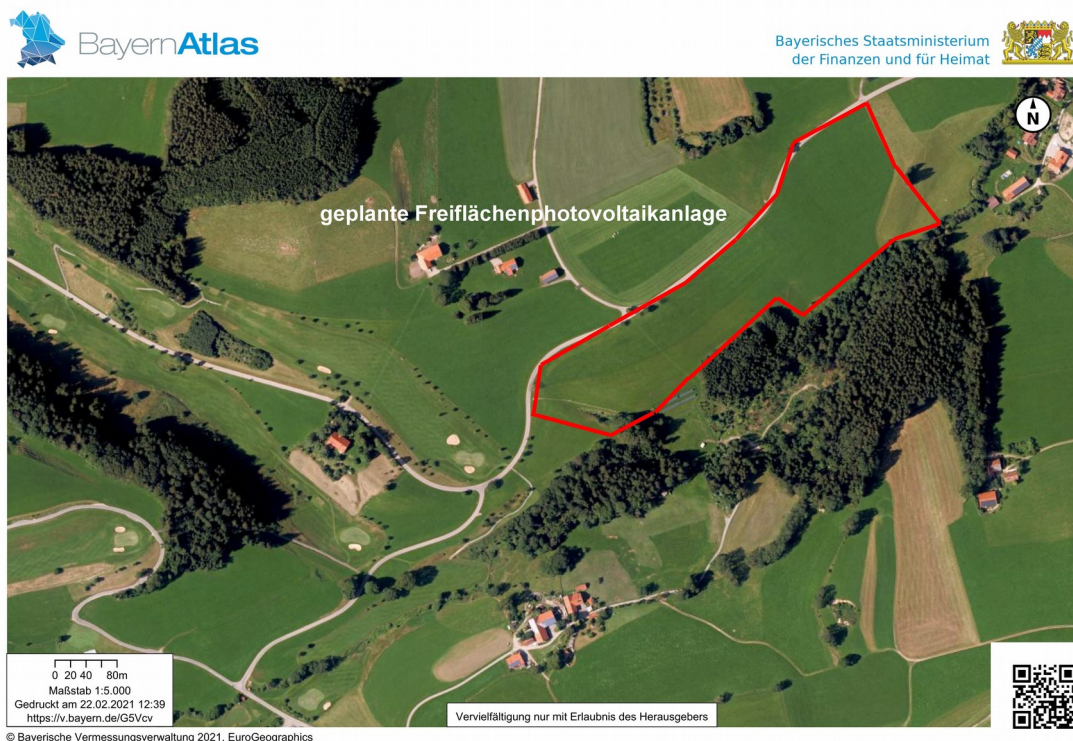 BayernAtlas
Bayerisches Staatsministerium
der Finanzen und für Heimat
N
geplante Freiflächenphotovoltaikanlage
0 20 40 80m
Maßstab 1:5.000
Gedruckt am 22.02.2021 12:39
https://v.bayern.de/G5Vcv
Vervielfältigung nur mit Erlaubnis des Herausgebers
© Bayerische Vermessungsverwaltung 2021, EuroGeographics